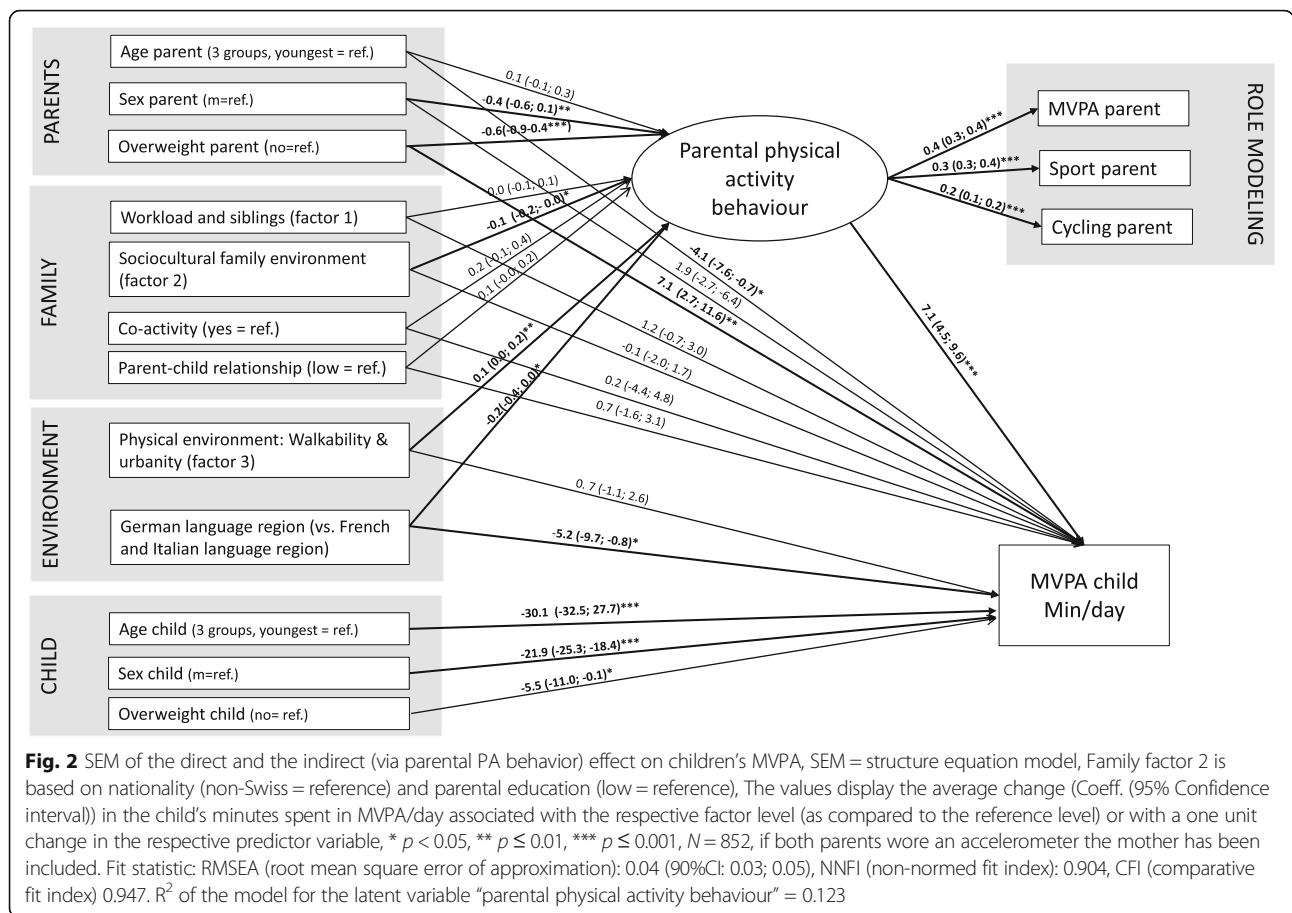 PARENTS
Age parent (3 groups, youngest = ref.)
Sex parent (m=ref.)
Overweight parent (no=ref.)
FAMILY
Workload and siblings (factor 1)
Sociocultural family environment
(factor 2)
Co-activity (yes = ref.)
Parent-child relationship (low = ref.)
ENVIRONMENT
Physical environment: Walkability &
urbanity (factor 3)
German language region (vs. French
and Italian language region)
CHILD
Age child (3 groups, youngest = ref.)
Sex child (m=ref.)
Overweight child (no= ref.)
0.1 (-0.1; 0.3)
-0.4 (-0.6; 0.1)**
-0.6(-0.9-0.4***)
0.0 (-0.1; 0.1)
-0.1 (-0.2;- 0.0)*
0.2 (-0.1; 0.4)
0.1 (-0.0; 0.2)
0.1 (0.0; 0.2)**
-0.2(-0.4; 0.0)*
Parental physical
activity
behaviour
0.4 (0.3; 0.4)***
0.3 (0.3; 0.4)***
0.2 (0.1; 0.2)***
MVPA parent
Sport parent
Cycling parent
ROLE MODELING
-4.1 (-7.6; -0.7)*
1.9 (-2.7; -6.4)
7.1 (2.7; 11.6)**
1.2 (-0.7; 3.0)
-0.1 (-2.0; 1.7)
0.2 (-4.4; 4.8)
0.7 (-1.6; 3.1)
7.1 (4.5; 9.6)***
0. 7 (-1.1; 2.6)
-5.2 (-9.7; -0.8)*
-30.1 (-32.5; 27.7)***
-21.9 (-25.3; -18.4)***
-5.5 (-11.0; -0.1)*
MVPA child
Min/day
Fig. 2 SEM of the direct and the indirect (via parental PA behavior) effect on children's MVPA, SEM = structure equation model, Family factor 2 is
based on nationality (non-Swiss = reference) and parental education (low = reference), The values display the average change (Coeff. (95% Confidence
interval)) in the child's minutes spent in MVPA/day associated with the respective factor level (as compared to the reference level) or with a one unit
change in the respective predictor variable, * p < 0.05, ** p ≤ 0.01, *** p ≤ 0.001, N = 852, if both parents wore an accelerometer the mother has been
included. Fit statistic: RMSEA (root mean square error of approximation): 0.04 (90%CI: 0.03; 0.05), NNFI (non-normed fit index): 0.904, CFI (comparative
fit index) 0.947. R² of the model for the latent variable "parental physical activity behaviour" = 0.123